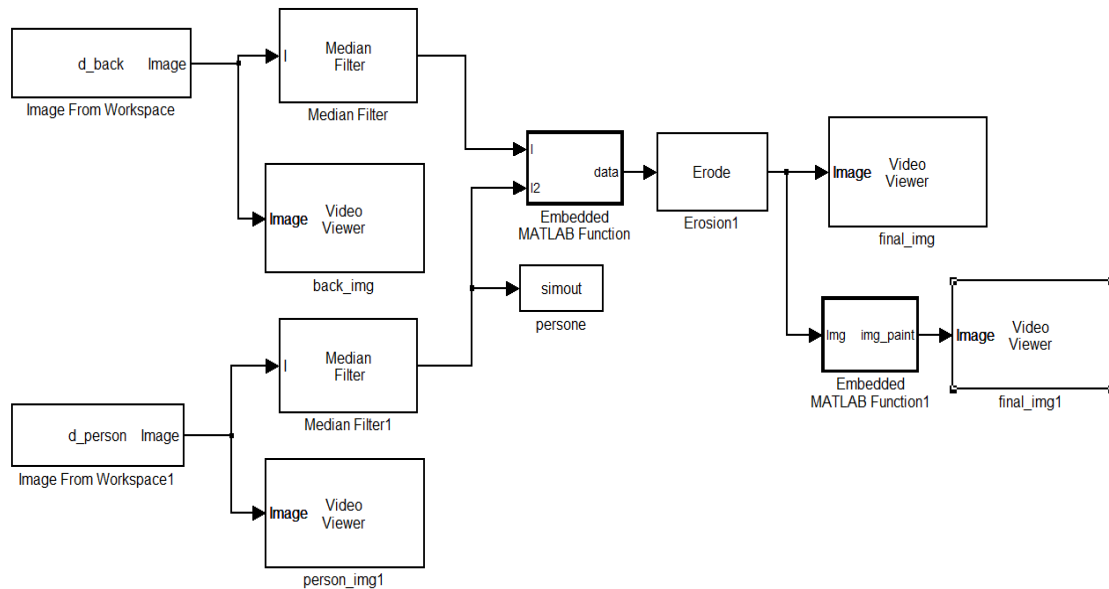 d_back Image
Image From Workspace
I
Median
Filter
Median Filter
Image
Video
Viewer
back_img
I
I2
data
Embedded
MATLAB Function
Erode
Erosion1
Image
Video
Viewer
final_img
simout
persone
Img img_paint
Embedded
MATLAB Function1
Image
Video
Viewer
final_img1
I
Median
Filter
Median Filter1
d_person Image
Image From Workspace1
Image
Video
Viewer
person_img1